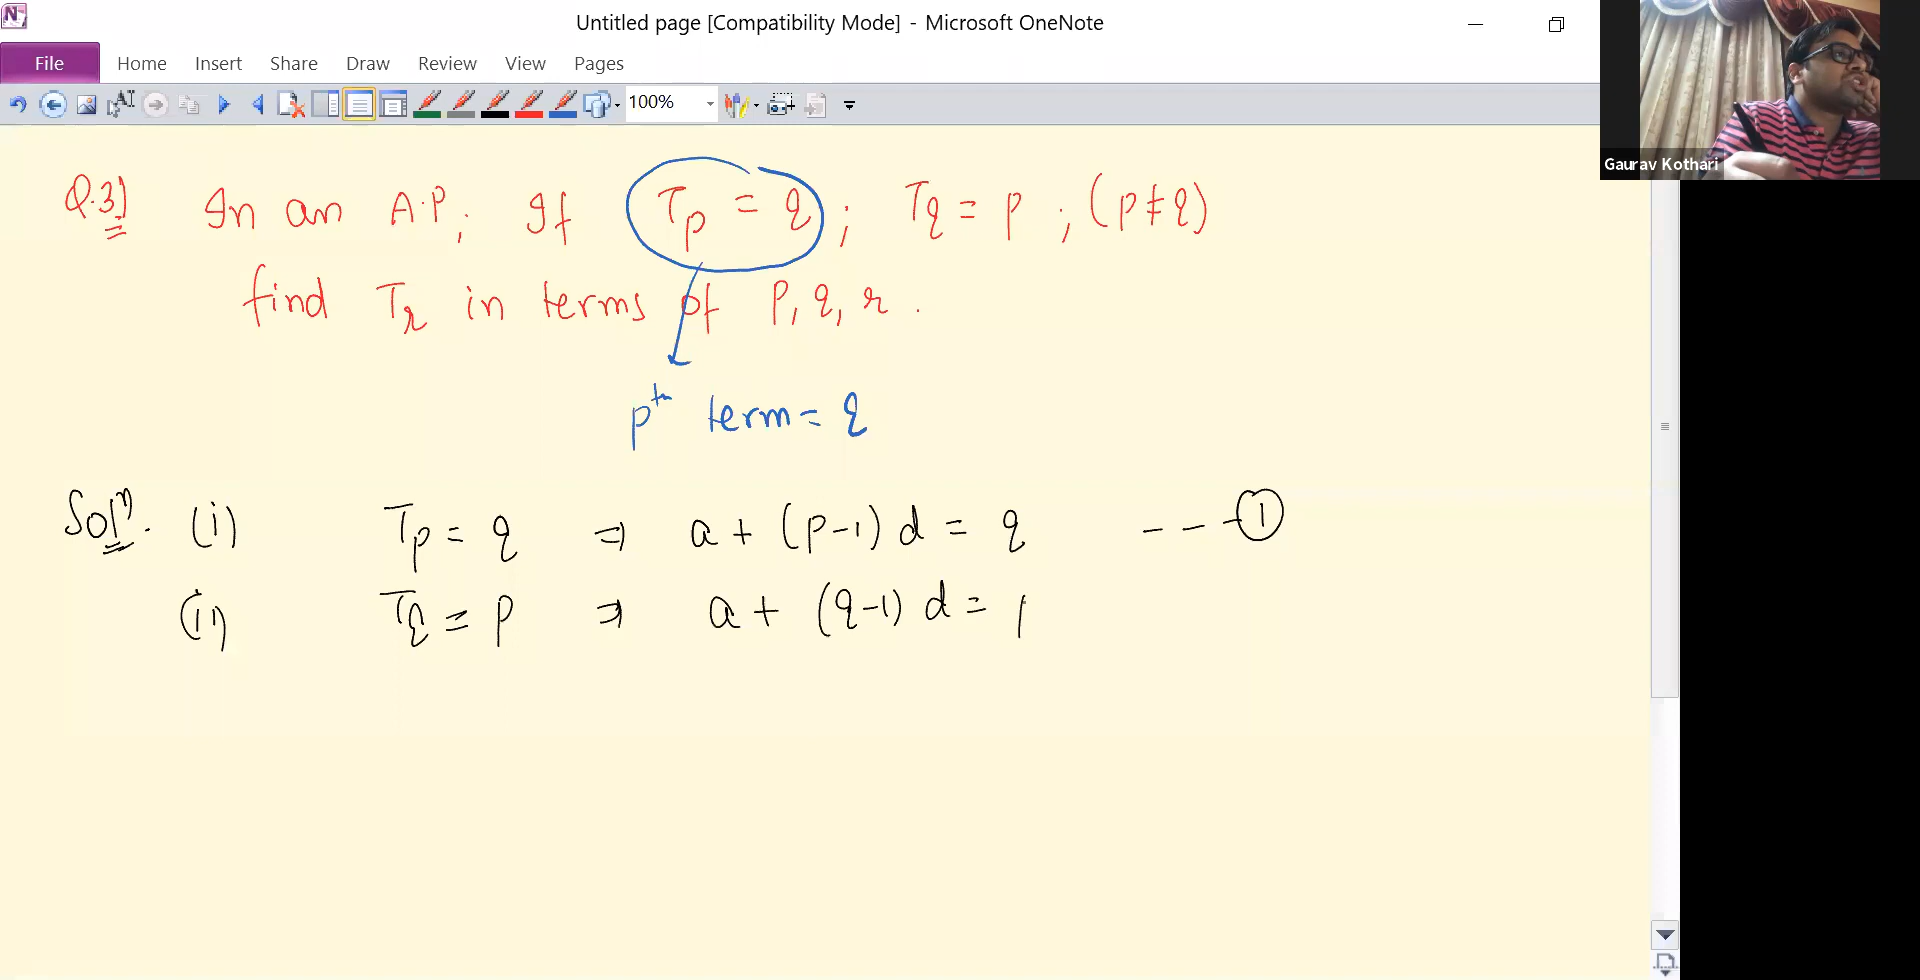 Untitled page [Compatibility Mode] - Microsoft OneNote
File Home Insert Share Draw Review View Pages
100%
Gaurav Kothari
Q.3) In an A.P; If Tp = q ; Tq = p ; (p ≠ q)
find Tr in terms of p, q, r .
pth term = q
Solⁿ. (i) Tp = q ⇒ a + (p-1) d = q --- ①
(ii) Tq = p ⇒ a + (q-1) d =